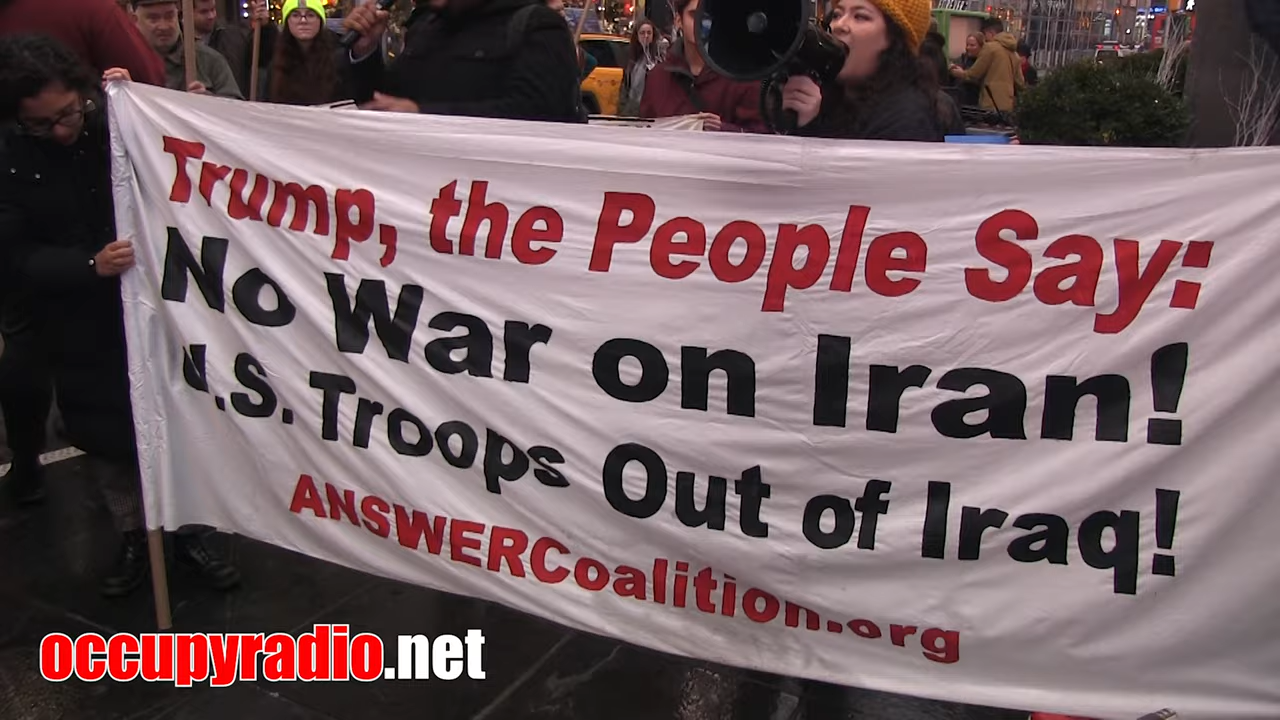 Trump, the People Say:
No War on Iran!
U.S. Troops Out of Iraq!
ANSWERCoalition.org
occupyradio.net